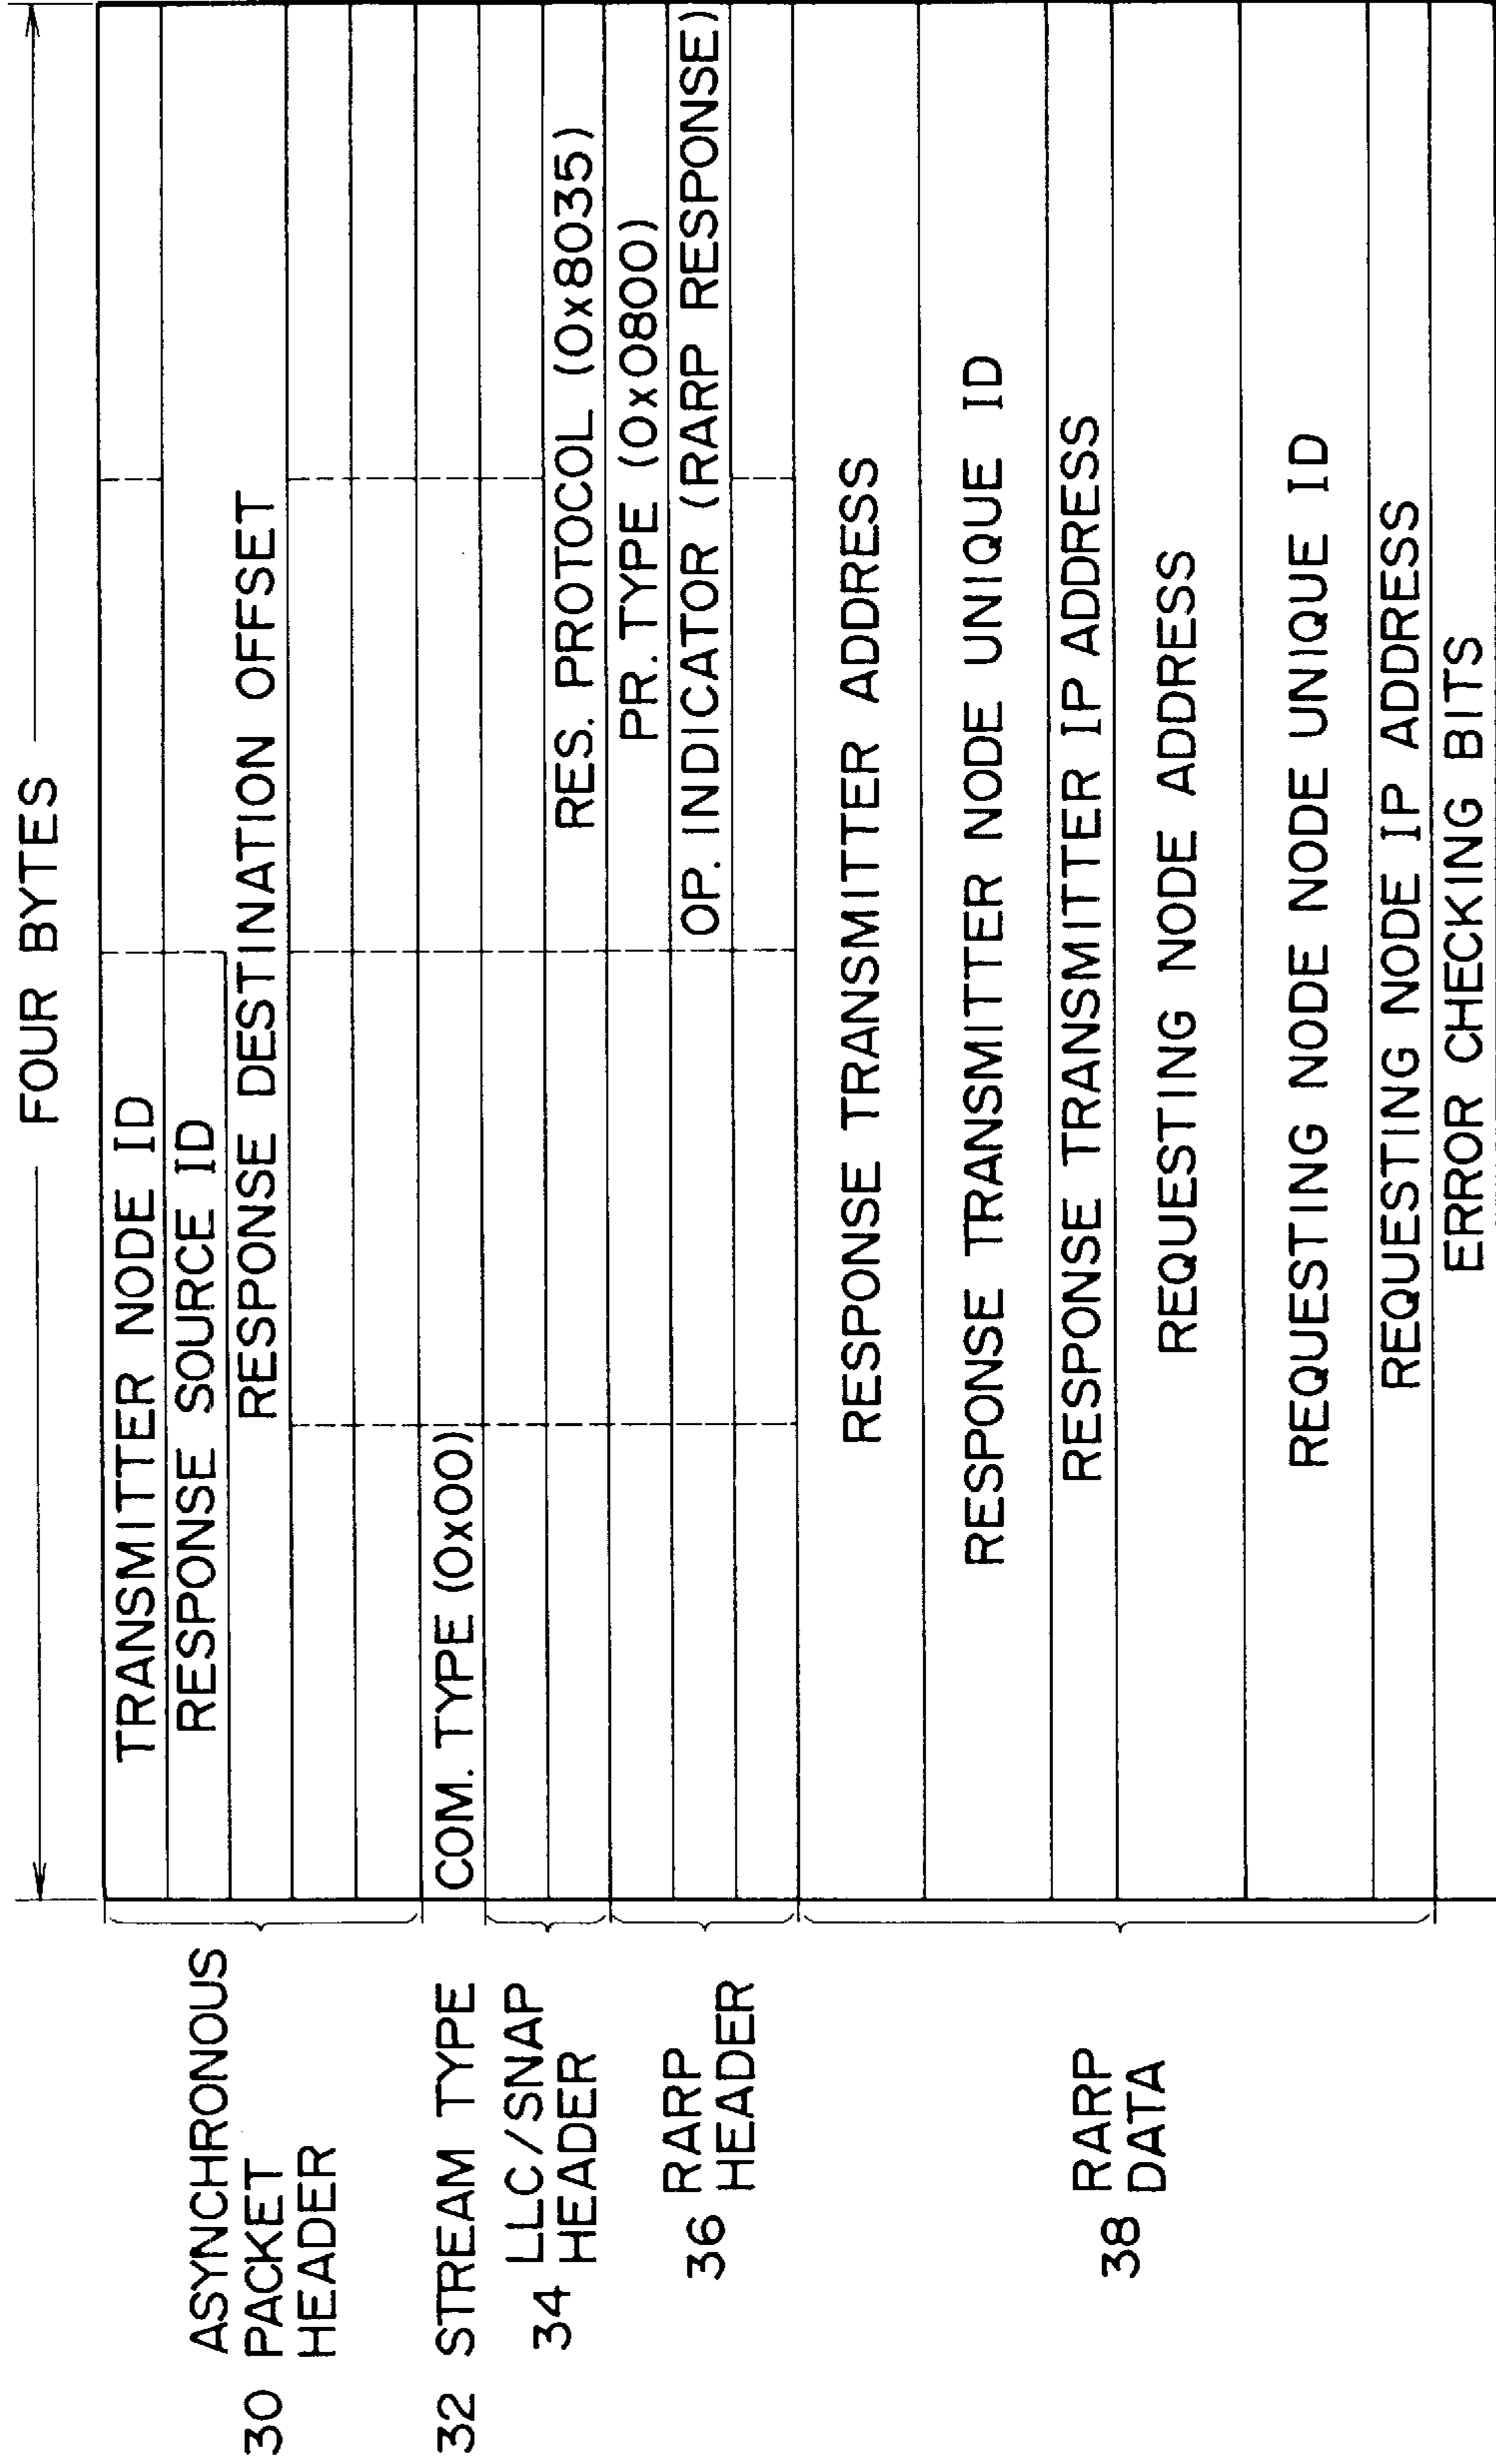 FOUR BYTES
ASYNCHRONOUS
30 PACKET
HEADER
TRANSMITTER NODE ID
RESPONSE SOURCE ID
RESPONSE DESTINATION OFFSET
32 STREAM TYPE
COM. TYPE (0x00)
34 LLC/SNAP
HEADER
RES. PROTOCOL (0x8035)
36 RARP
HEADER
PR. TYPE (0x0800)
OP. INDICATOR (RARP RESPONSE)
38 RARP
DATA
RESPONSE TRANSMITTER ADDRESS
RESPONSE TRANSMITTER NODE UNIQUE ID
RESPONSE TRANSMITTER IP ADDRESS
REQUESTING NODE ADDRESS
REQUESTING NODE NODE UNIQUE ID
REQUESTING NODE IP ADDRESS
ERROR CHECKING BITS